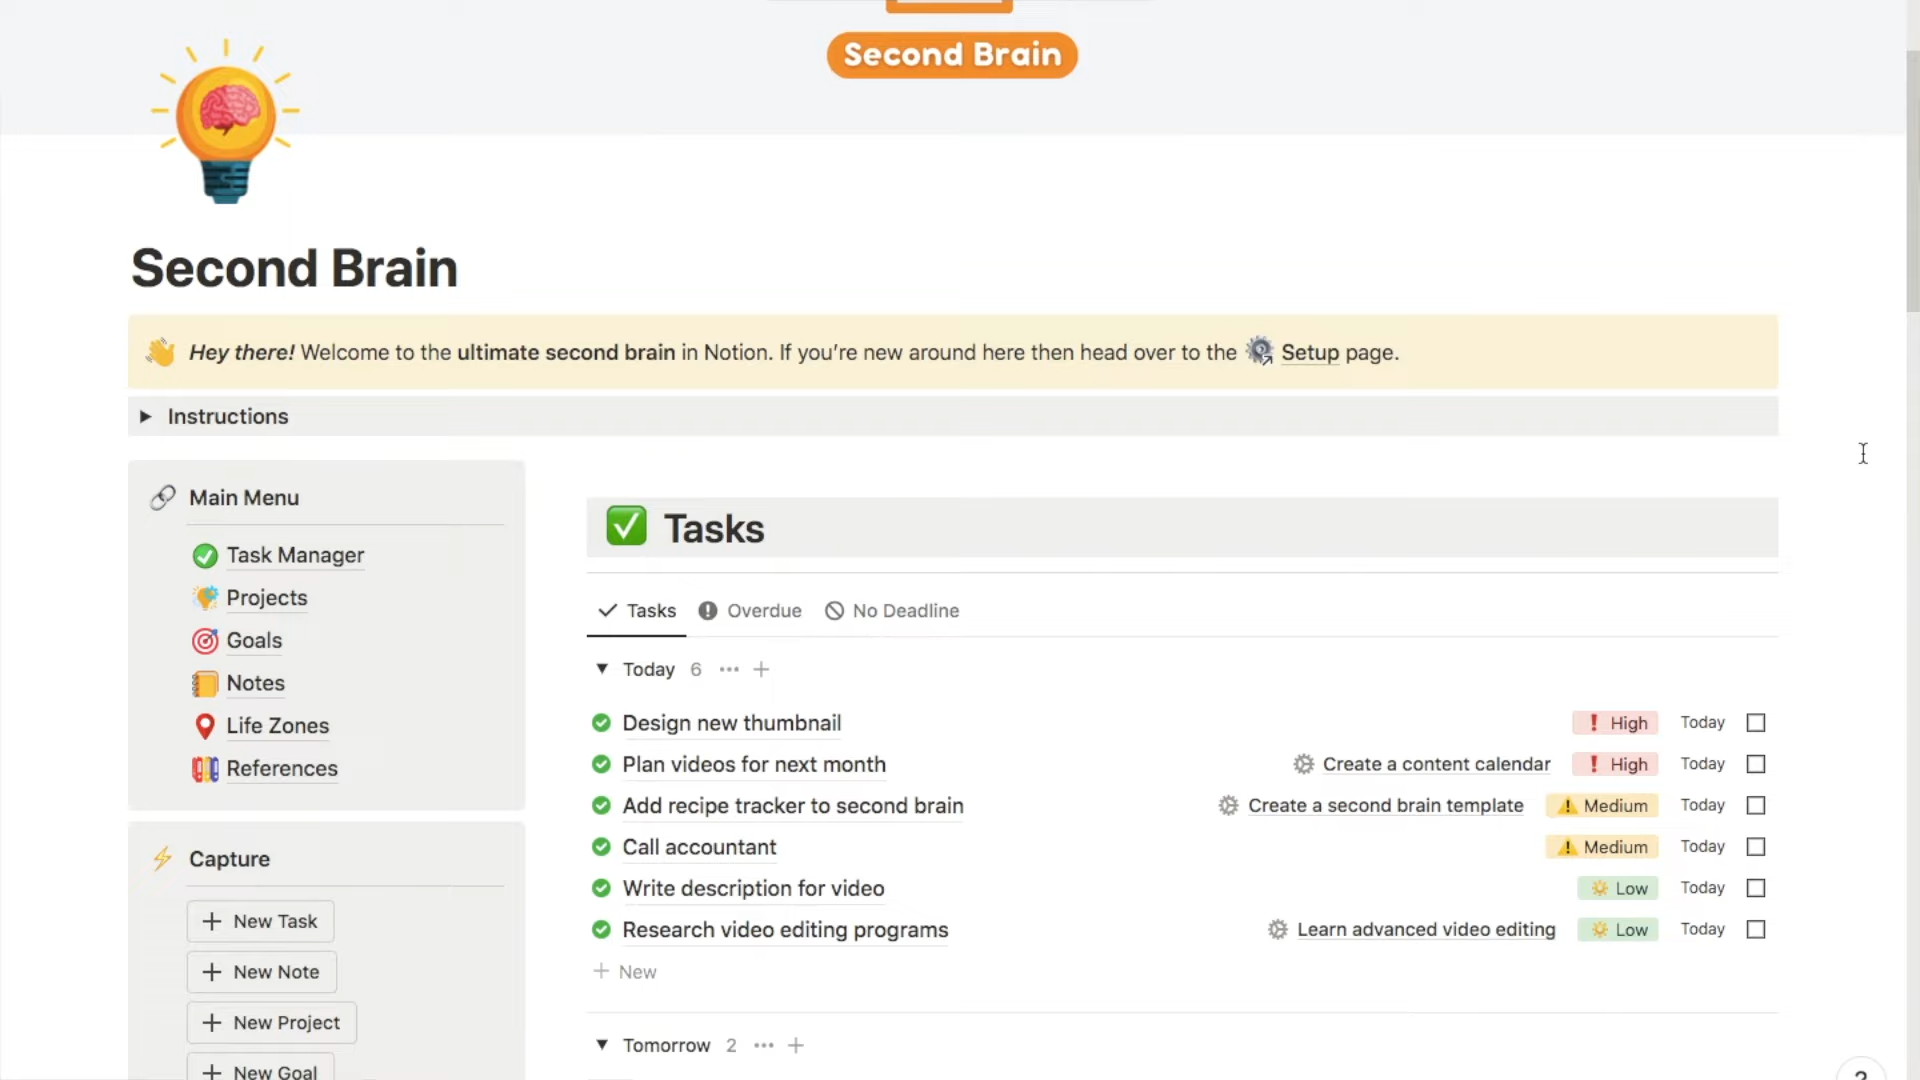 Second Brain
Second Brain
Hey there! Welcome to the ultimate second brain in Notion. If you’re new around here then head over to the Setup page.
Instructions
Main Menu
Task Manager
Projects
Goals
Notes
Life Zones
References
Capture
+ New Task
+ New Note
+ New Project
+ New Goal
Tasks
Tasks Overdue No Deadline
Today 6 ••• +
Design new thumbnail High Today
Plan videos for next month Create a content calendar High Today
Add recipe tracker to second brain Create a second brain template Medium Today
Call accountant Medium Today
Write description for video Low Today
Research video editing programs Learn advanced video editing Low Today
+ New
Tomorrow 2 ••• +
?